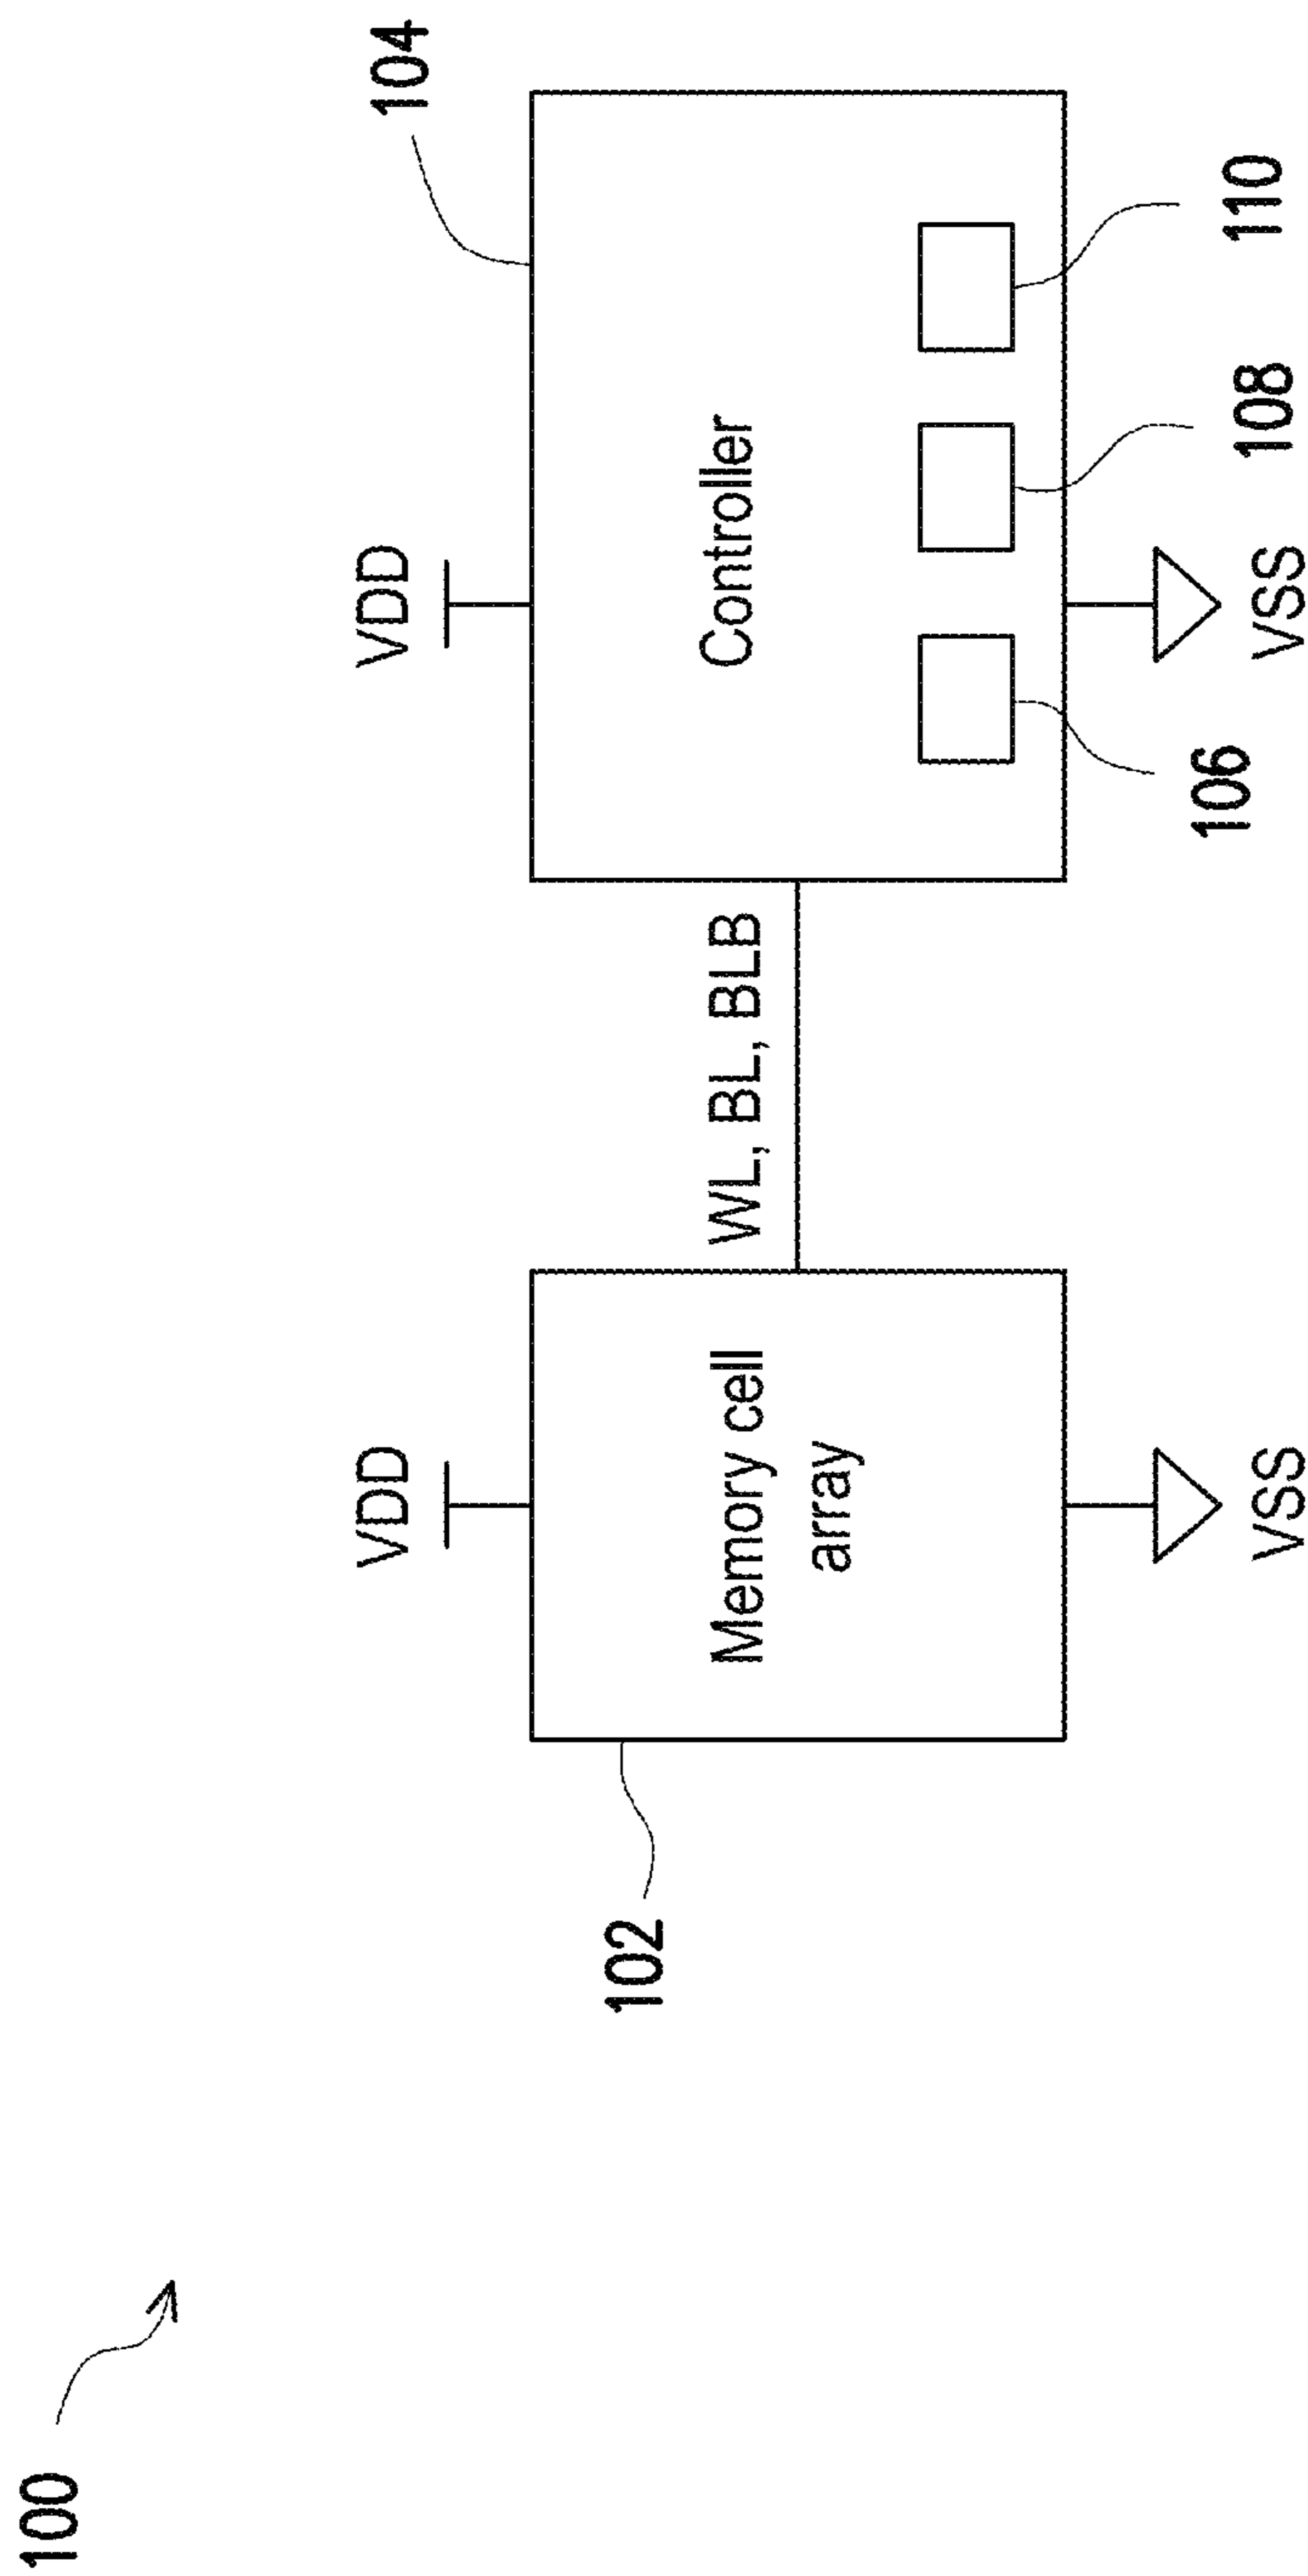 100
VDD
VDD
104
102
Memory cell
array
WL, BL, BLB
Controller
106
108
110
VSS
VSS